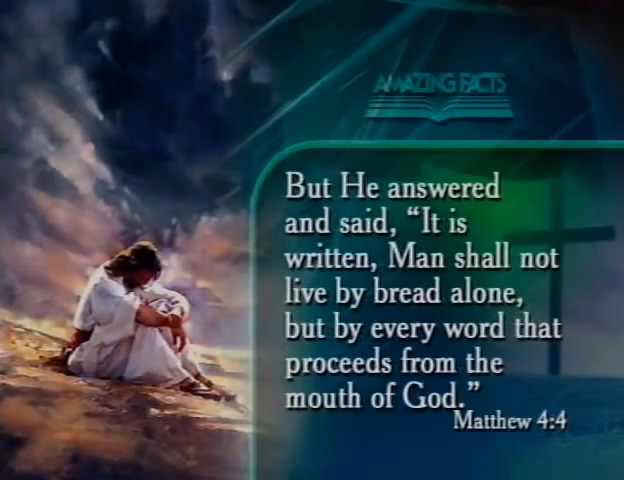 AMAZING FACTS
But He answered
and said, “It is
written, Man shall not
live by bread alone,
but by every word that
proceeds from the
mouth of God.”
Matthew 4:4